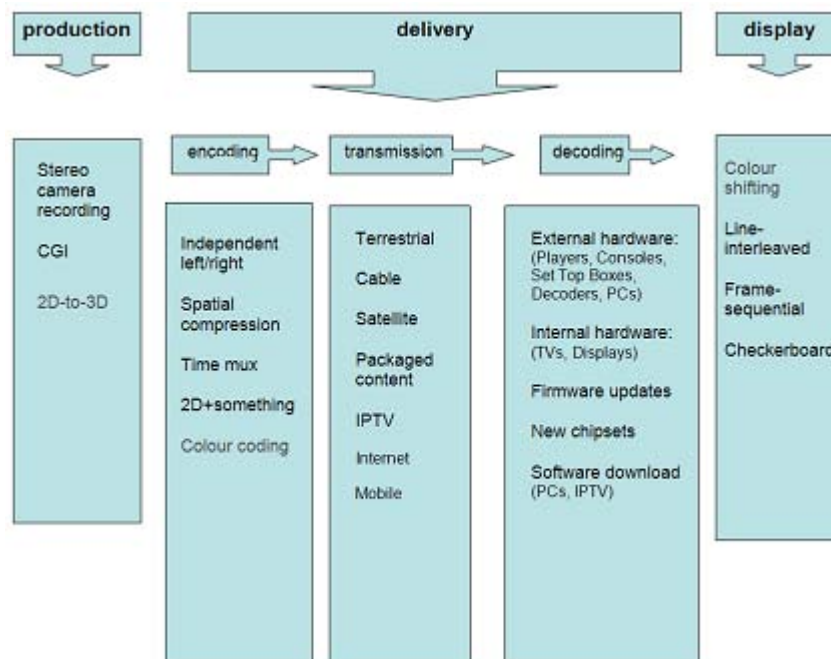 production
delivery
display
encoding
transmission
decoding
Stereo
camera
recording
CGI
2D-to-3D
Independent
left/right
Spatial
compression
Time mux
2D+something
Colour coding
Terrestrial
Cable
Satellite
Packaged
content
IPTV
Internet
Mobile
External hardware:
(Players, Consoles,
Set Top Boxes,
Decoders, PCs)
Internal hardware:
(TVs, Displays)
Firmware updates
New chipsets
Software download
(PCs, IPTV)
Colour
shifting
Line-
interleaved
Frame-
sequential
Checkerboard